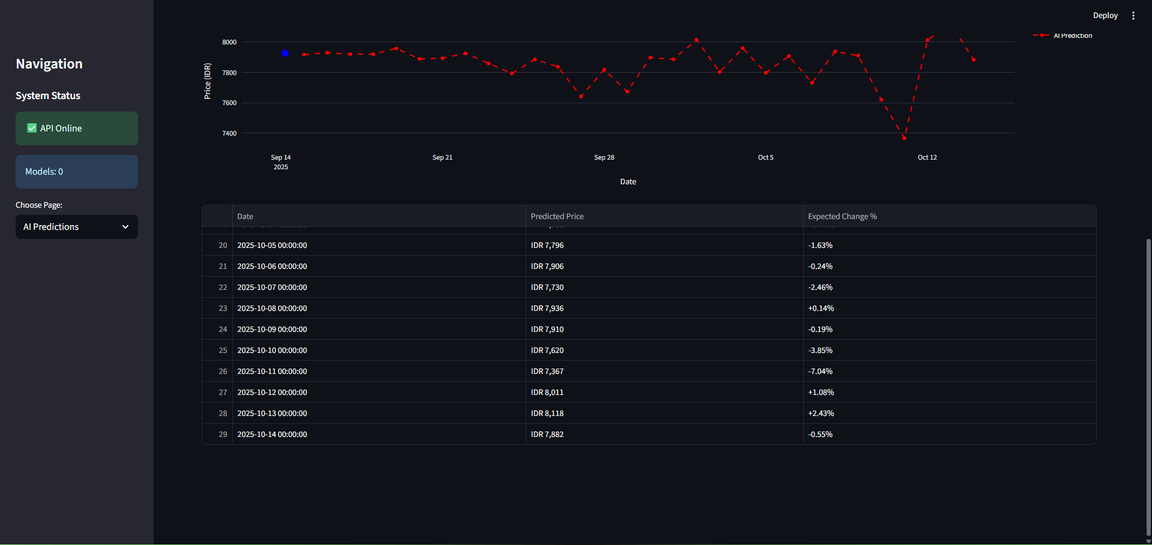 Deploy
Navigation
System Status
✅ API Online
Models: 0
Choose Page:
AI Predictions
AI Prediction
Price (IDR)
8000
7800
7600
7400
Sep 14
2025
Sep 21
Sep 28
Oct 5
Oct 12
Date
Date Predicted Price Expected Change %
20 2025-10-05 00:00:00 IDR 7,796 -1.63%
21 2025-10-06 00:00:00 IDR 7,906 -0.24%
22 2025-10-07 00:00:00 IDR 7,730 -2.46%
23 2025-10-08 00:00:00 IDR 7,936 +0.14%
24 2025-10-09 00:00:00 IDR 7,910 -0.19%
25 2025-10-10 00:00:00 IDR 7,620 -3.85%
26 2025-10-11 00:00:00 IDR 7,367 -7.04%
27 2025-10-12 00:00:00 IDR 8,011 +1.08%
28 2025-10-13 00:00:00 IDR 8,118 +2.43%
29 2025-10-14 00:00:00 IDR 7,882 -0.55%